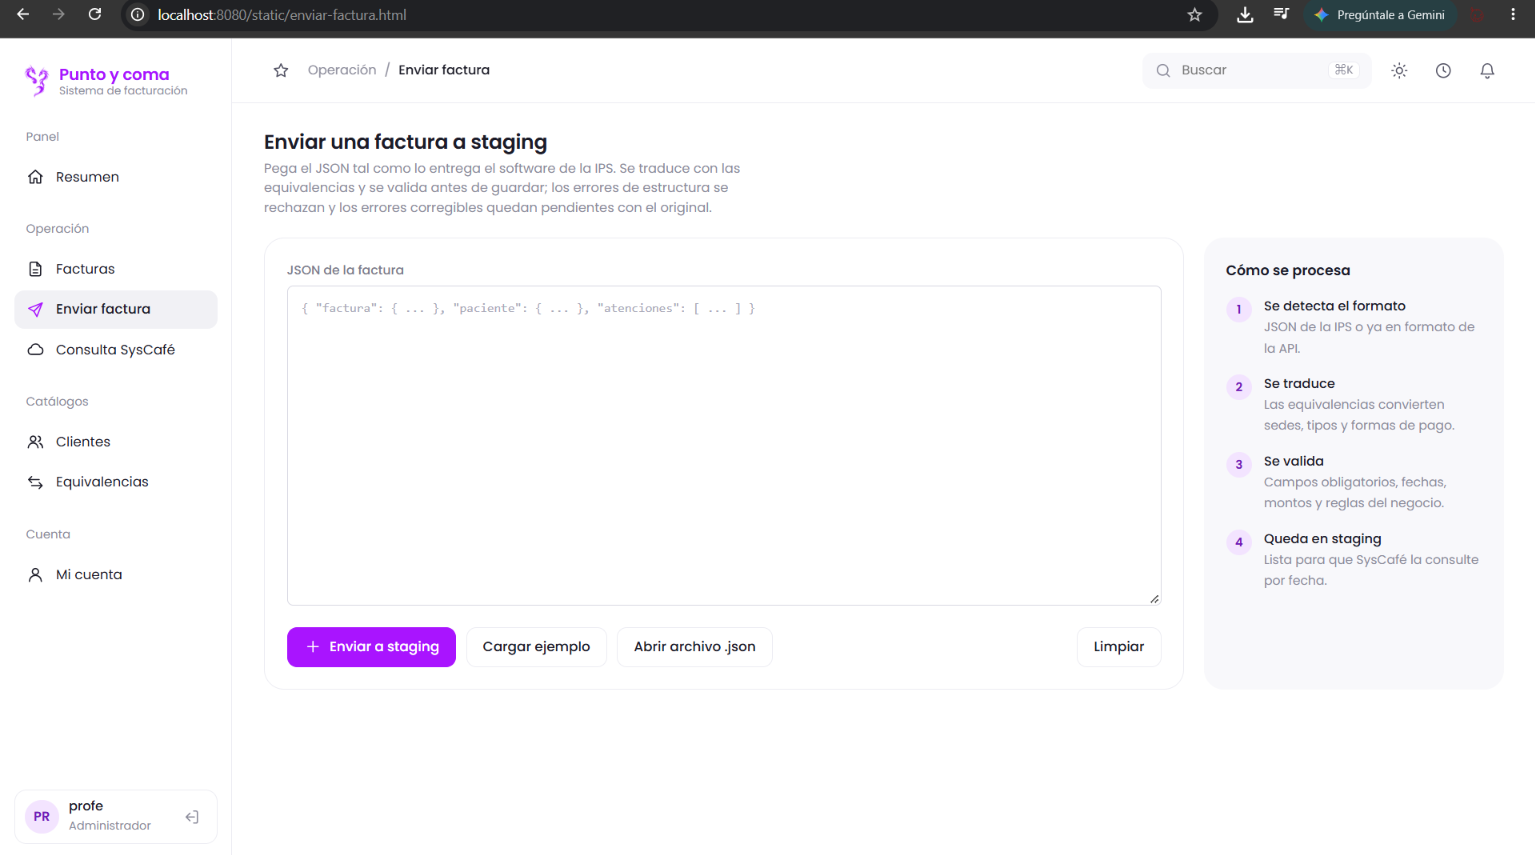 localhost:8080/static/enviar-factura.html
Pregúntale a Gemini
Punto y coma
Sistema de facturación
Panel
Resumen
Operación
Facturas
Enviar factura
Consulta SysCafé
Catálogos
Clientes
Equivalencias
Cuenta
Mi cuenta
PR
profe
Administrador
Operación / Enviar factura
Buscar
⌘K
Enviar una factura a staging
Pega el JSON tal como lo entrega el software de la IPS. Se traduce con las
equivalencias y se valida antes de guardar; los errores de estructura se
rechazan y los errores corregibles quedan pendientes con el original.
JSON de la factura
{ "factura": { ... }, "paciente": { ... }, "atenciones": [ ... ] }
Enviar a staging
Cargar ejemplo
Abrir archivo .json
Limpiar
Cómo se procesa
1
Se detecta el formato
JSON de la IPS o ya en formato de
la API.
2
Se traduce
Las equivalencias convierten
sedes, tipos y formas de pago.
3
Se valida
Campos obligatorios, fechas,
montos y reglas del negocio.
4
Queda en staging
Lista para que SysCafé la consulte
por fecha.